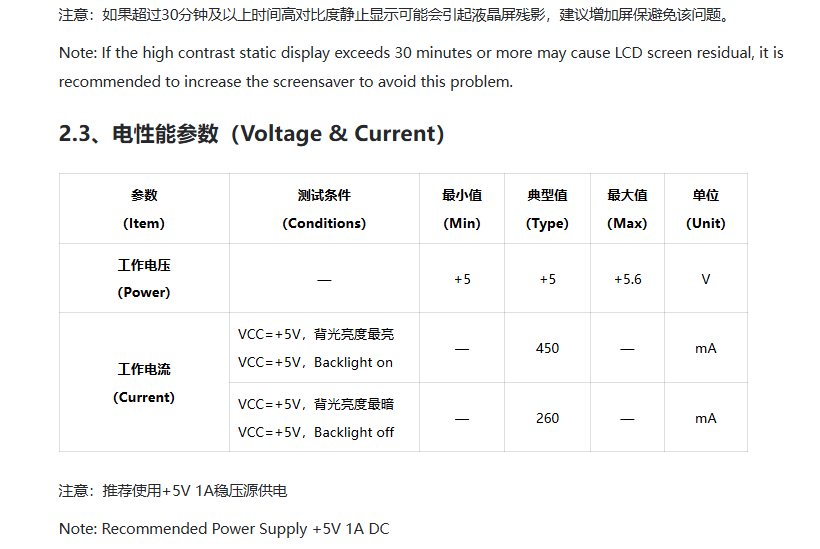 注意：如果超过30分钟及以上时间高对比度静止显示可能会引起液晶屏残影，建议增加屏保避免该问题。
Note: If the high contrast static display exceeds 30 minutes or more may cause LCD screen residual, it is
recommended to increase the screensaver to avoid this problem.
2.3、电性能参数（Voltage & Current）
参数 测试条件 最小值 典型值 最大值 单位
（Item） （Conditions） （Min） （Type） （Max） （Unit）
工作电压
（Power） — +5 +5 +5.6 V
工作电流
（Current）
VCC=+5V，背光亮度最亮
VCC=+5V，Backlight on
— 450 — mA
VCC=+5V，背光亮度最暗
VCC=+5V，Backlight off
— 260 — mA
注意：推荐使用+5V 1A稳压源供电
Note: Recommended Power Supply +5V 1A DC